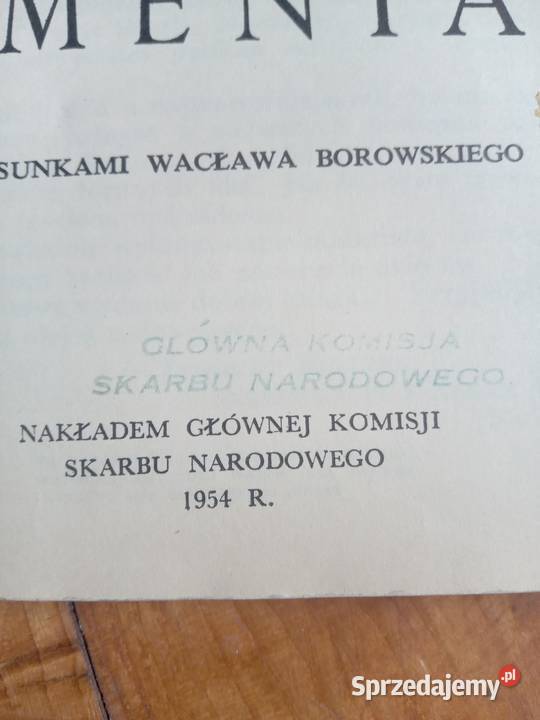 MENTA
SUNKAMI WACŁAWA BOROWSKIEGO
GŁÓWNA KOMISJA
SKARBU NARODOWEGO
NAKŁADEM GŁÓWNEJ KOMISJI
SKARBU NARODOWEGO
1954 R.
Sprzedajemy.pl